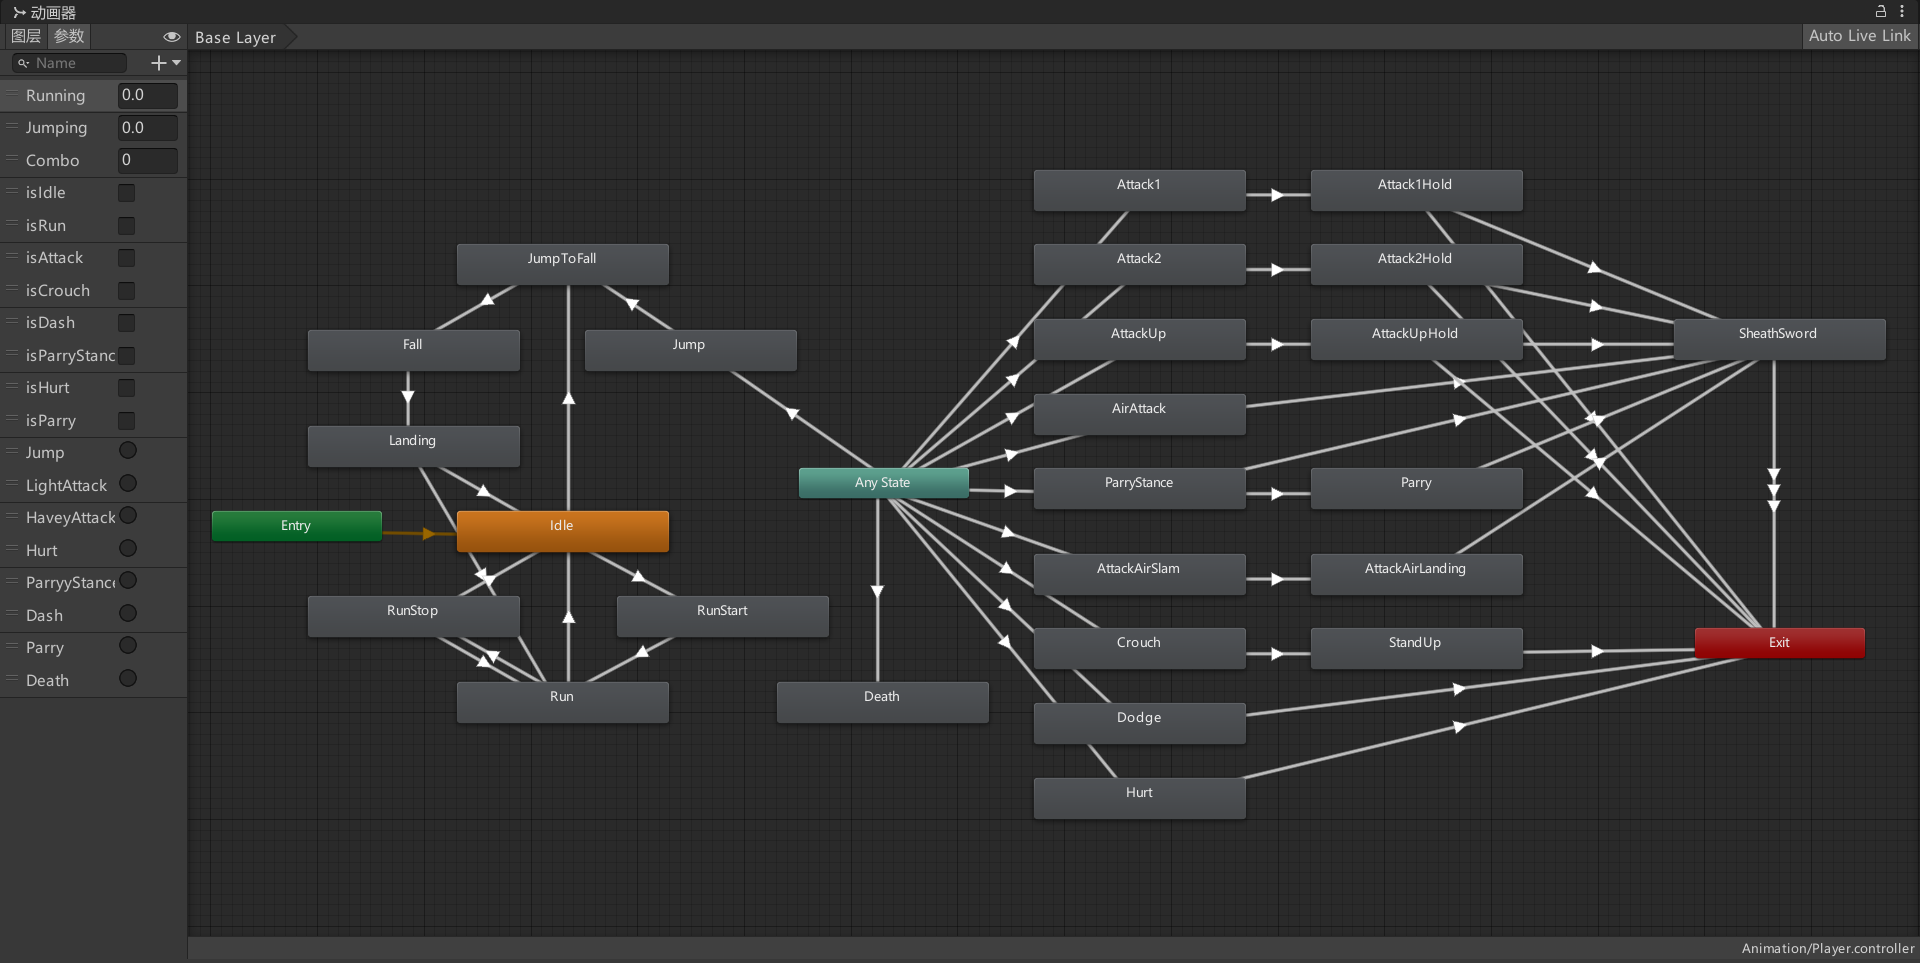 动画器
图层 参数
Base Layer
Auto Live Link
Name
Running 0.0
Jumping 0.0
Combo 0
isIdle
isRun
isAttack
isCrouch
isDash
isParryStanc
isHurt
isParry
Jump
LightAttack
HaveyAttack
Hurt
ParryyStance
Dash
Parry
Death
JumpToFall
Fall
Jump
Landing
Entry
Idle
RunStop
RunStart
Run
Any State
Death
Attack1
Attack1Hold
Attack2
Attack2Hold
AttackUp
AttackUpHold
SheathSword
AirAttack
ParryStance
Parry
AttackAirSlam
AttackAirLanding
Crouch
StandUp
Exit
Dodge
Hurt
Animation/Player.controller